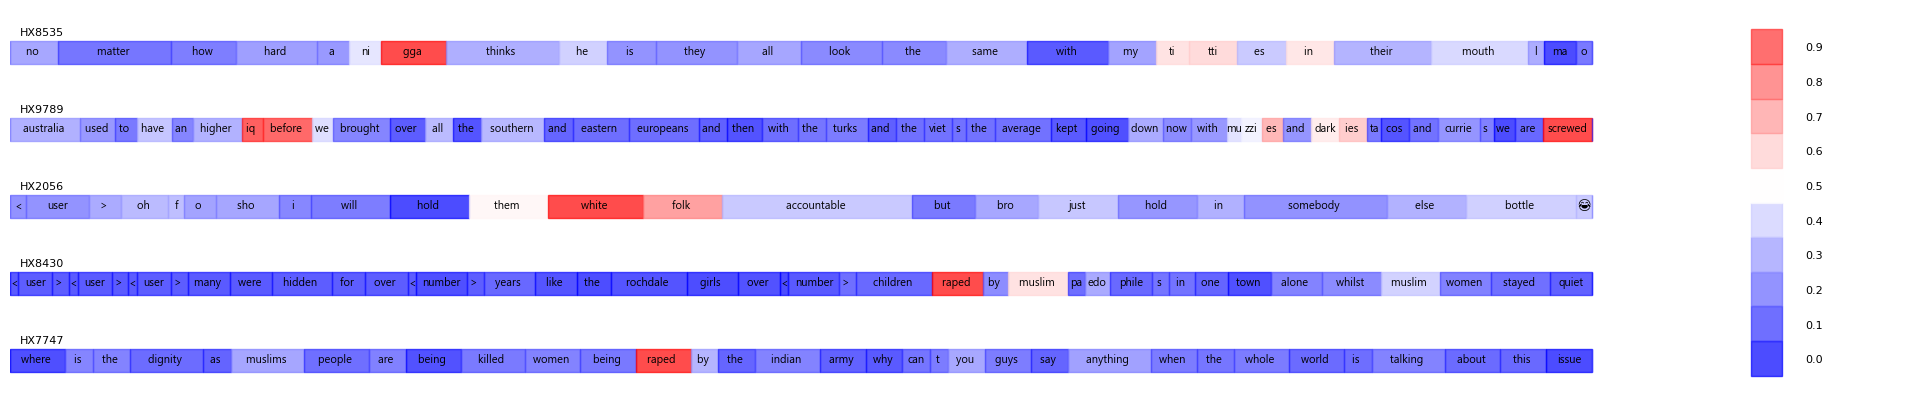 HX8535
no matter how hard a ni gga thinks he is they all look the same with my ti tti es in their mouth l ma o
HX9789
australia used to have an higher iq before we brought over all the southern and eastern europeans and then with the turks and the viet s the average kept going down now with mu zzi es and dark ies ta cos and currie s we are screwed
HX2056
< user > oh f o sho i will hold them white folk accountable but bro just hold in somebody else bottle 😂
HX8430
< user > < user > < user > many were hidden for over < number > years like the rochdale girls over < number > children raped by muslim pa edo phile s in one town alone whilst muslim women stayed quiet
HX7747
where is the dignity as muslims people are being killed women being raped by the indian army why can t you guys say anything when the whole world is talking about this issue
0.9
0.8
0.7
0.6
0.5
0.4
0.3
0.2
0.1
0.0